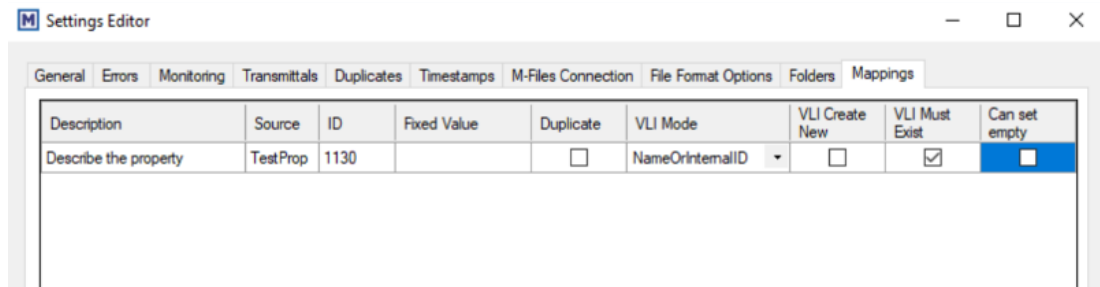 M Settings Editor
General Errors Monitoring Transmittals Duplicates Timestamps M-Files Connection File Format Options Folders Mappings
Description Source ID Fixed Value Duplicate VLI Mode VLI Create New VLI Must Exist Can set empty
Describe the property TestProp 1130 NameOrInternalID